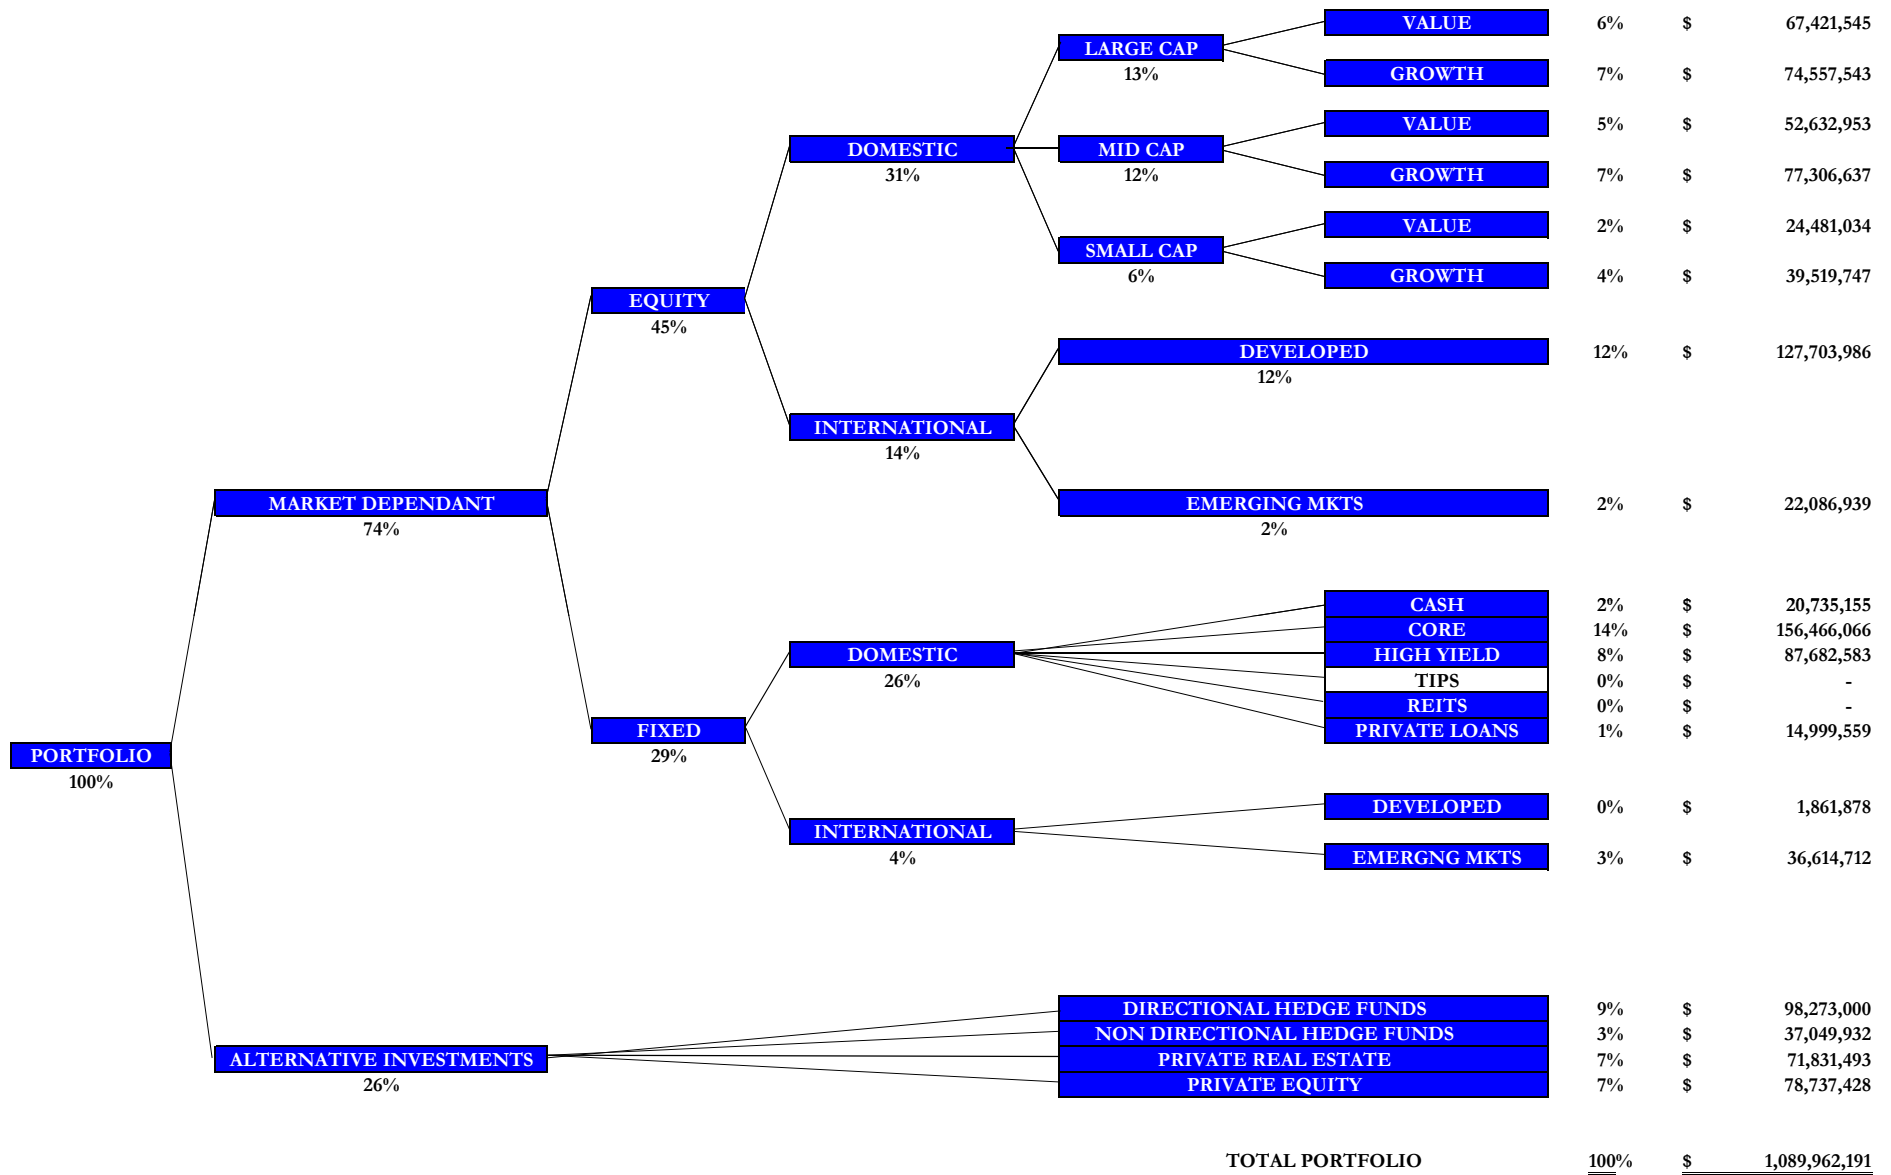 VALUE 6% $ 67,421,545
LARGE CAP
13%
GROWTH 7% $ 74,557,543
VALUE 5% $ 52,632,953
DOMESTIC MID CAP
31% 12%
GROWTH 7% $ 77,306,637
VALUE 2% $ 24,481,034
SMALL CAP
6%
GROWTH 4% $ 39,519,747
EQUITY
45%
DEVELOPED 12% $ 127,703,986
12%
INTERNATIONAL
14%
MARKET DEPENDANT
74%
EMERGING MKTS 2% $ 22,086,939
2%
CASH 2% $ 20,735,155
CORE 14% $ 156,466,066
DOMESTIC HIGH YIELD 8% $ 87,682,583
26%
TIPS 0% $ -
REITS 0% $ -
FIXED PRIVATE LOANS 1% $ 14,999,559
29%
PORTFOLIO
100%
DEVELOPED 0% $ 1,861,878
INTERNATIONAL
4%
EMERGNG MKTS 3% $ 36,614,712
DIRECTIONAL HEDGE FUNDS 9% $ 98,273,000
NON DIRECTIONAL HEDGE FUNDS 3% $ 37,049,932
ALTERNATIVE INVESTMENTS PRIVATE REAL ESTATE 7% $ 71,831,493
26%
PRIVATE EQUITY 7% $ 78,737,428
TOTAL PORTFOLIO 100% $ 1,089,962,191